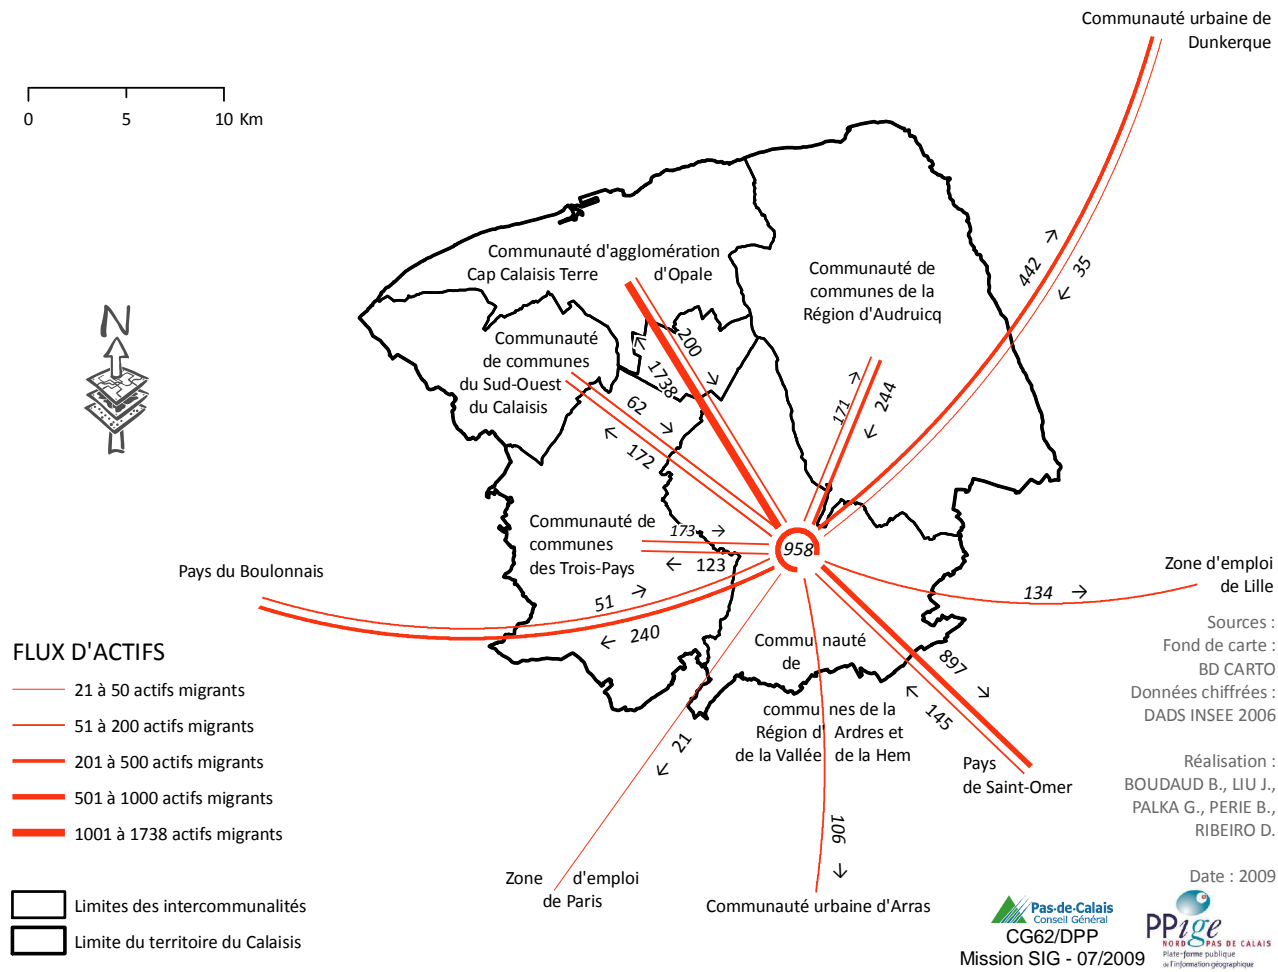 Communauté urbaine de
Dunkerque
0 5 10 Km
N
Communauté d'agglomération
Cap Calaisis Terre d'Opale
Communauté de
communes de la
Région d'Audruicq
442
35
Communauté
de communes
du Sud-Ouest
du Calaisis
200
1738
62
172
171
244
Communauté de
communes
des Trois-Pays
173
123
958
Pays du Boulonnais
51
240
134
Zone d'emploi
de Lille
Communauté
de
communes de la
Région d'Ardres et
de la Vallée de la Hem
897
145
21
106
Pays
de Saint-Omer
Zone d'emploi
de Paris
Communauté urbaine d'Arras
FLUX D'ACTIFS
21 à 50 actifs migrants
51 à 200 actifs migrants
201 à 500 actifs migrants
501 à 1000 actifs migrants
1001 à 1738 actifs migrants
Limites des intercommunalités
Limite du territoire du Calaisis
Sources :
Fond de carte :
BD CARTO
Données chiffrées :
DADS INSEE 2006
Réalisation :
BOUDAUD B., LIU J.,
PALKA G., PERIE B.,
RIBEIRO D.
Date : 2009
Pas-de-Calais
Conseil Général
CG62/DPP
Mission SIG - 07/2009
PPige
NORD PAS DE CALAIS
Plate-forme publique
de l'information géographique